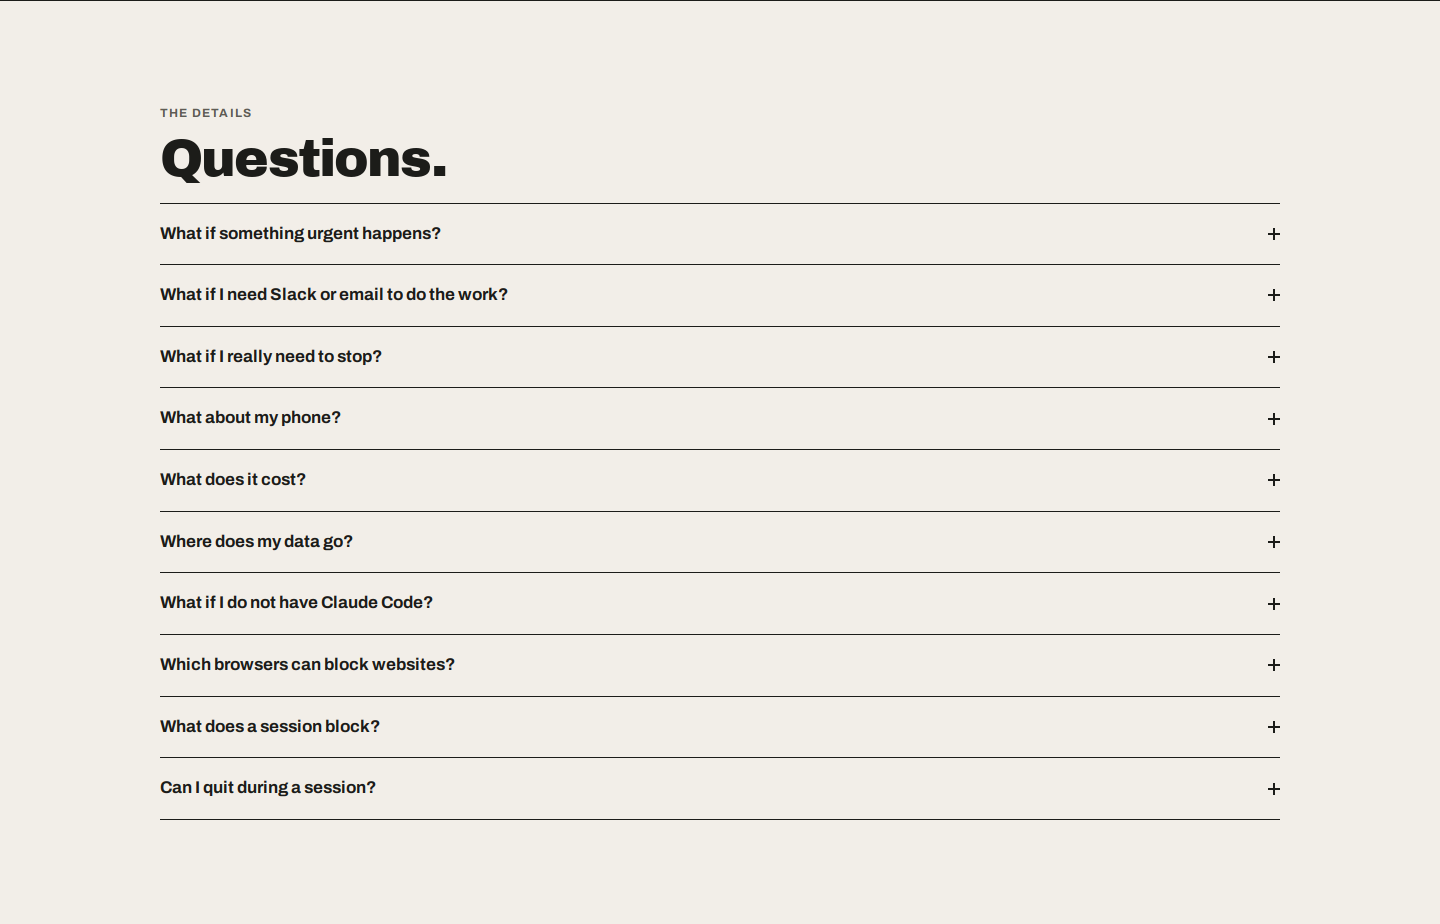 THE DETAILS
Questions.
What if something urgent happens?
What if I need Slack or email to do the work?
What if I really need to stop?
What about my phone?
What does it cost?
Where does my data go?
What if I do not have Claude Code?
Which browsers can block websites?
What does a session block?
Can I quit during a session?